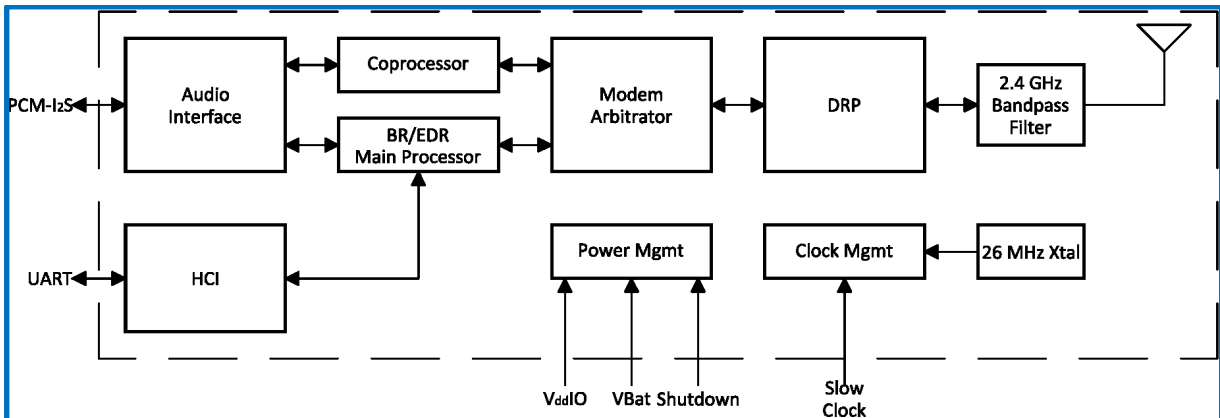 PCM-I2S
Audio
Interface
Coprocessor
BR/EDR
Main Processor
Modem
Arbitrator
DRP
2.4 GHz
Bandpass
Filter
UART
HCI
Power Mgmt
Clock Mgmt
26 MHz Xtal
VddIO
VBat
Shutdown
Slow
Clock